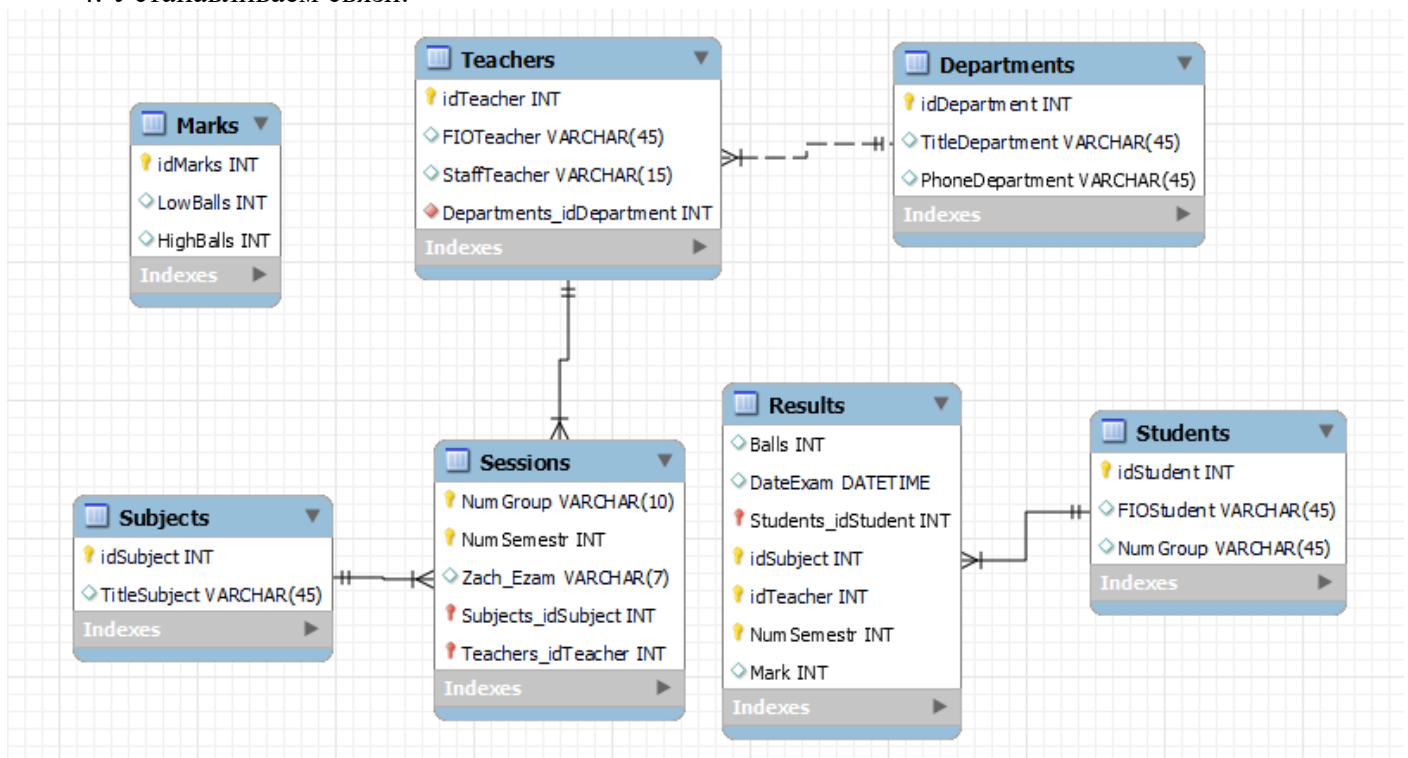 4. Устанавливаем связи:
Teachers
idTeacher INT
FIOTeacher VARCHAR(45)
StaffTeacher VARCHAR(15)
Departments_idDepartment INT
Indexes
Departments
idDepartment INT
TitleDepartment VARCHAR(45)
PhoneDepartment VARCHAR(45)
Indexes
Marks
idMarks INT
LowBalls INT
HighBalls INT
Indexes
Results
Balls INT
DateExam DATETIME
Students_idStudent INT
idSubject INT
idTeacher INT
NumSemestr INT
Mark INT
Indexes
Students
idStudent INT
FIOStudent VARCHAR(45)
NumGroup VARCHAR(45)
Indexes
Sessions
NumGroup VARCHAR(10)
NumSemestr INT
Zach_Ezam VARCHAR(7)
Subjects_idSubject INT
Teachers_idTeacher INT
Indexes
Subjects
idSubject INT
TitleSubject VARCHAR(45)
Indexes